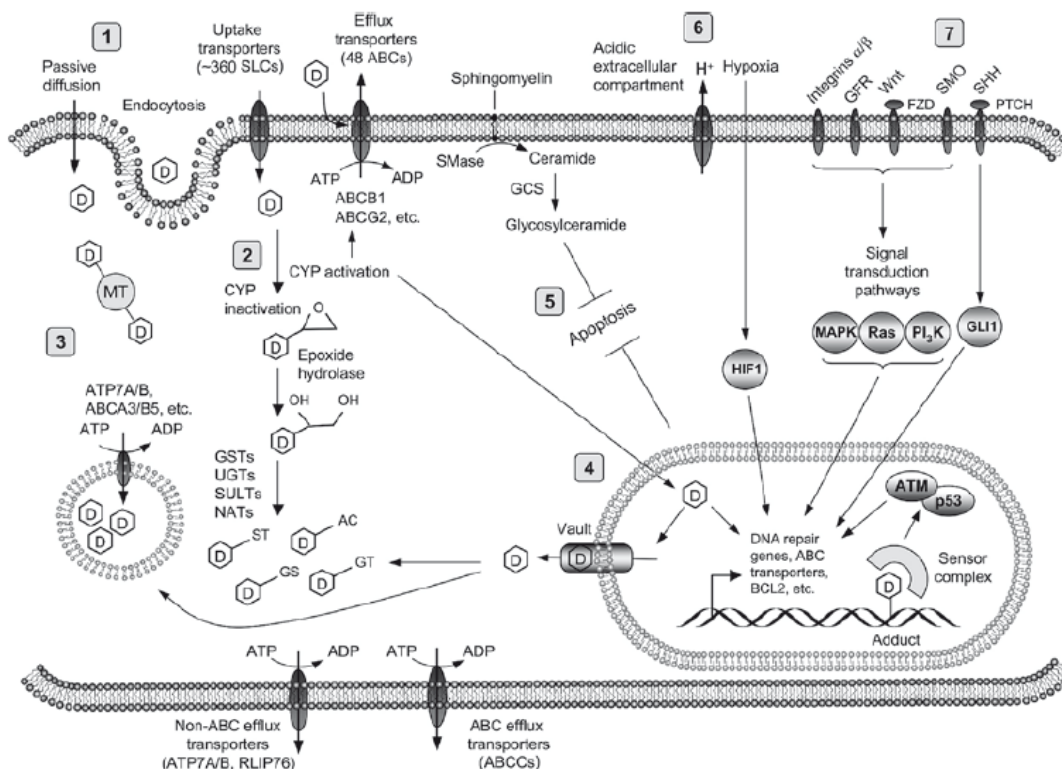 1
Passive
diffusion
Endocytosis
D
D
D
MT
D
Uptake
transporters
(~360 SLCs)
D
Efflux
transporters
(48 ABCs)
D
ATP
ADP
ABCB1
ABCG2, etc.
Sphingomyelin
SMase
Ceramide
GCS
Glycosylceramide
5
Apoptosis
6
Acidic
extracellular
compartment
H+
Hypoxia
HIF1
7
Integrins α/β
GFR
Wnt
FZD
SMO
SHH
PTCH
Signal
transduction
pathways
MAPK
Ras
PI3K
GLI1
2
CYP activation
CYP
inactivation
O
D
Epoxide
hydrolase
OH
OH
D
GSTs
UGTs
SULTs
NATs
D
ST
D
AC
D
GS
D
GT
3
ATP7A/B,
ABCA3/B5, etc.
ATP
ADP
D
D
D
4
D
Vault
D
D
DNA repair
genes, ABC
transporters,
BCL2, etc.
ATM
p53
Sensor
complex
D
Adduct
ATP
ADP
ATP
ADP
Non-ABC efflux
transporters
(ATP7A/B, RLIP76)
ABC efflux
transporters
(ABCCs)